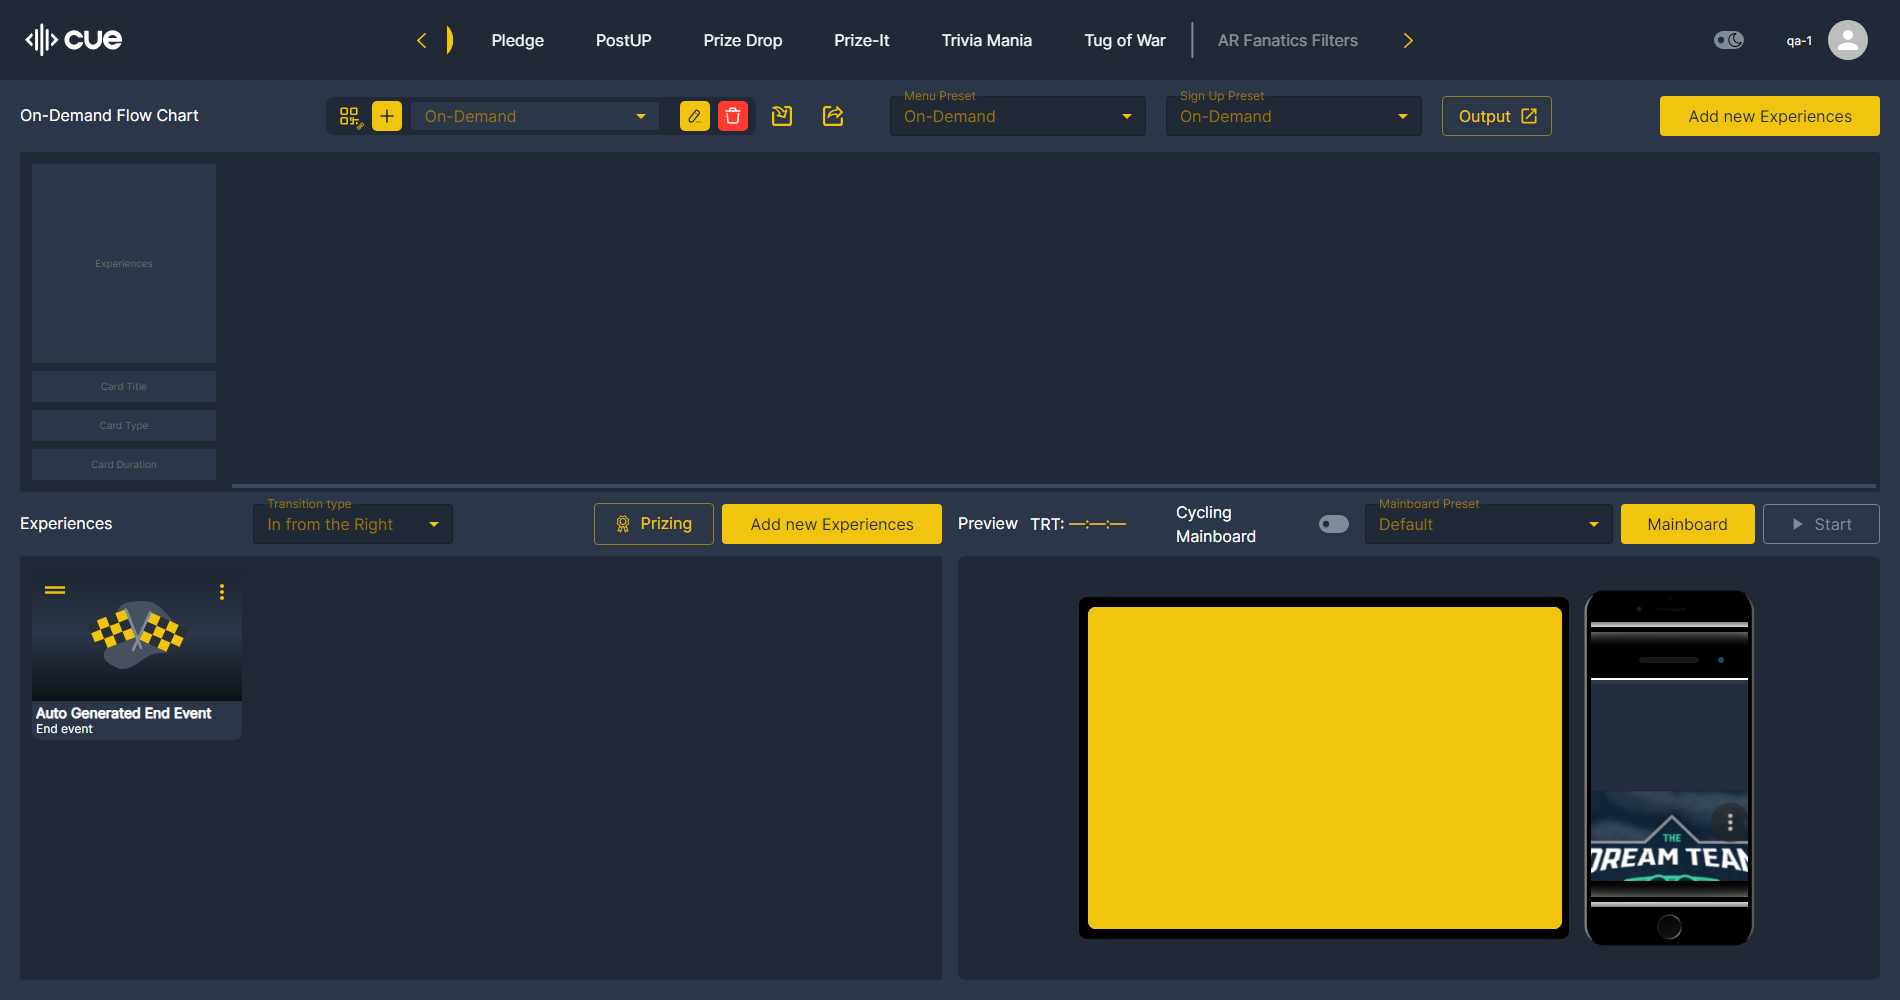 cue
Pledge
PostUP
Prize Drop
Prize-It
Trivia Mania
Tug of War
AR Fanatics Filters
qa-1
On-Demand Flow Chart
On-Demand
Menu Preset
On-Demand
Sign Up Preset
On-Demand
Output
Add new Experiences
Experiences
Card Title
Card Type
Card Duration
Experiences
Transition type
In from the Right
Prizing
Add new Experiences
Preview
TRT: —:—:—
Cycling
Mainboard
Mainboard Preset
Default
Mainboard
Start
Auto Generated End Event
End event
THE
DREAM TEAM